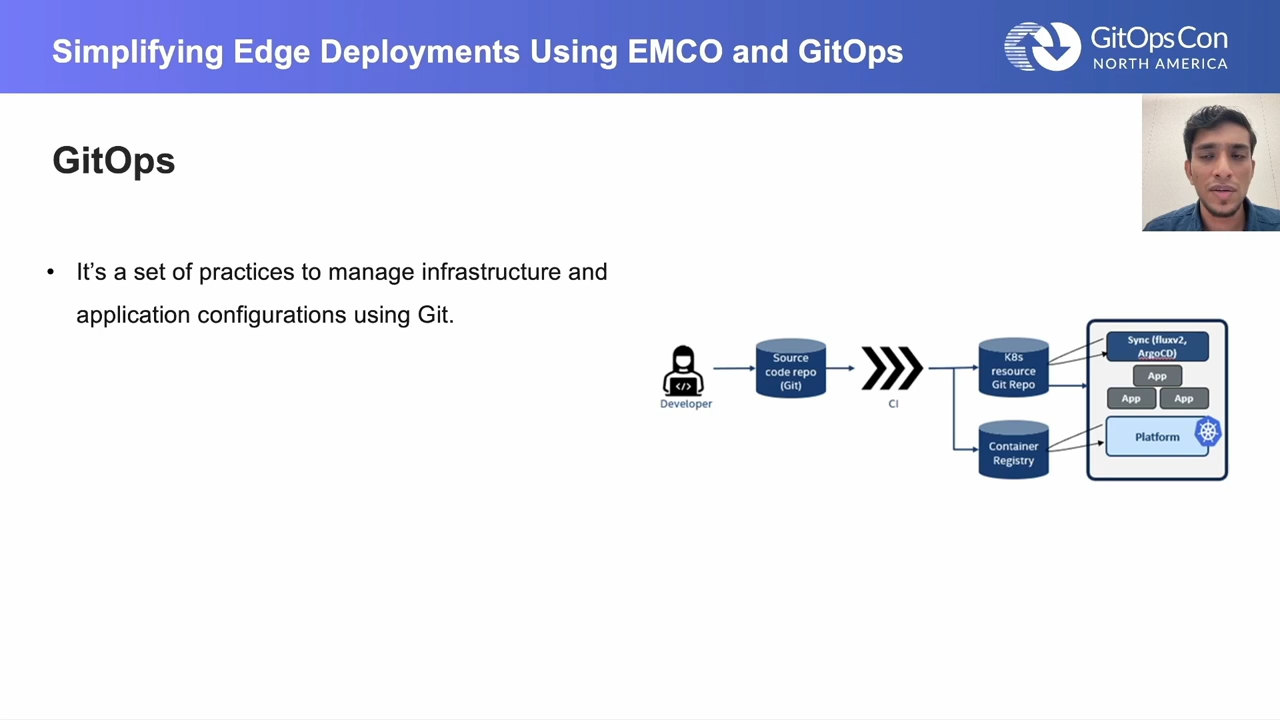 Simplifying Edge Deployments Using EMCO and GitOps
GitOpsCon
NORTH AMERICA
GitOps
• It’s a set of practices to manage infrastructure and
application configurations using Git.
Developer
Source
code repo
(Git)
CI
K8s
resource
Git Repo
Container
Registry
Sync (fluxv2,
ArgoCD)
App
App
App
Platform